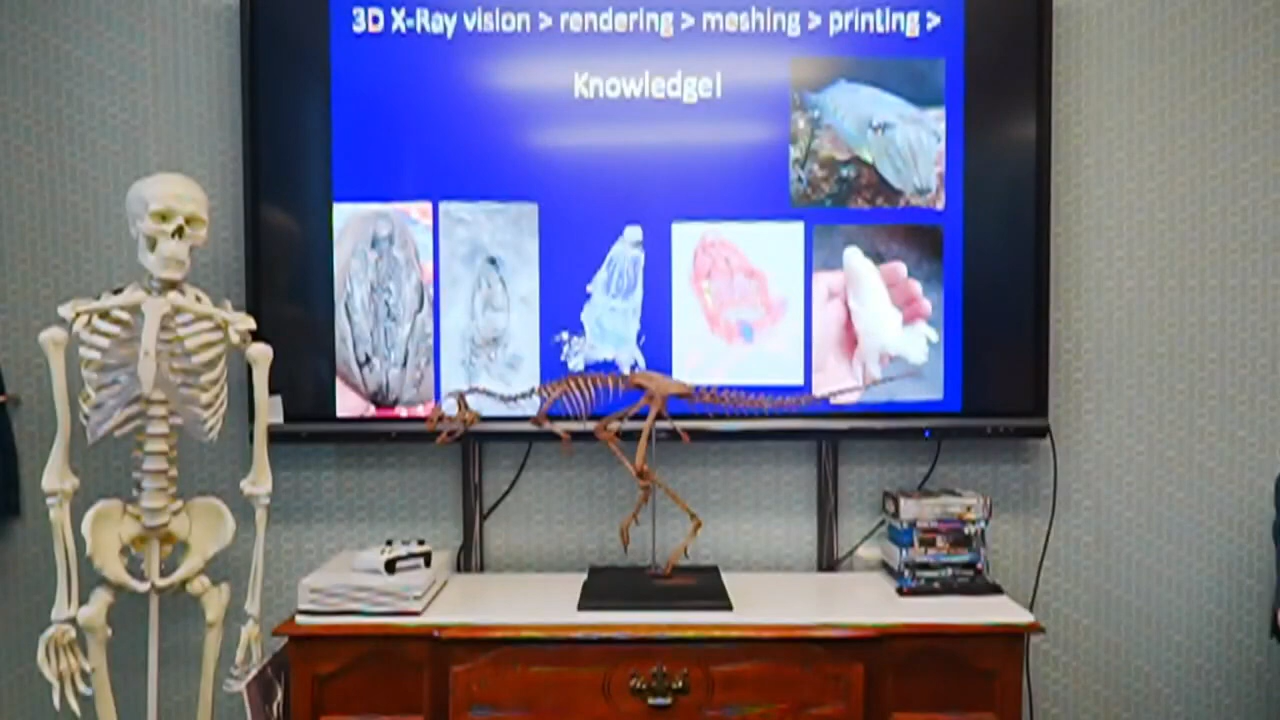 3D X-Ray vision > rendering > meshing > printing >
Knowledge!